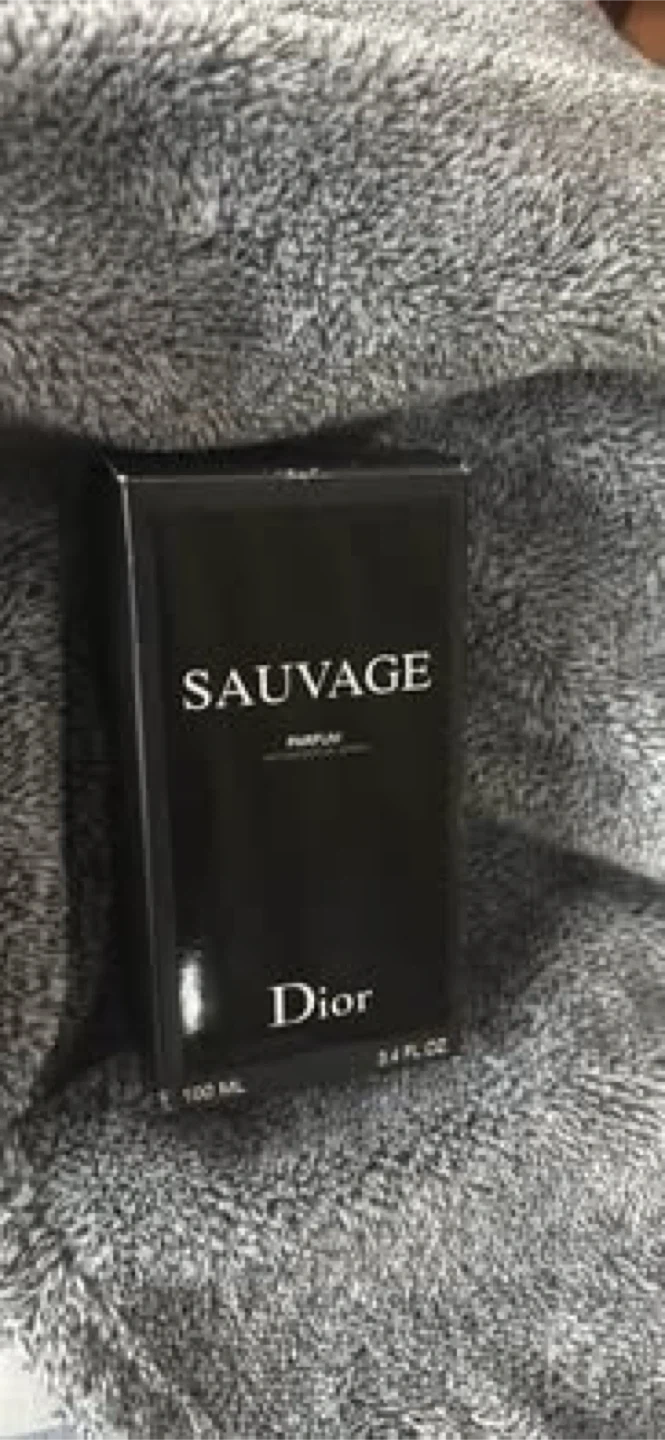 SAUVAGE
PARFUM
Dior
100 ML 3.4 FL.OZ